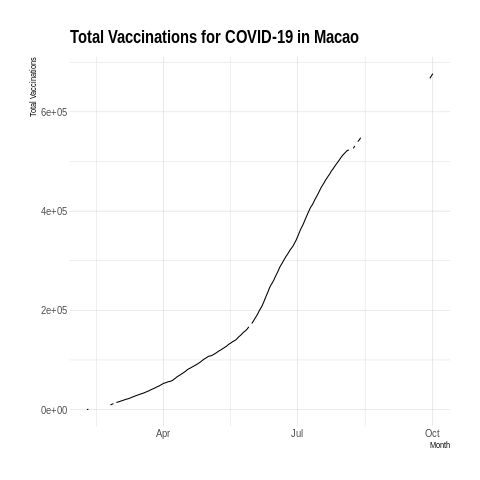 Total Vaccinations for COVID-19 in Macao
Total Vaccinations
6e+05
4e+05
2e+05
0e+00
Apr
Jul
Oct
Month